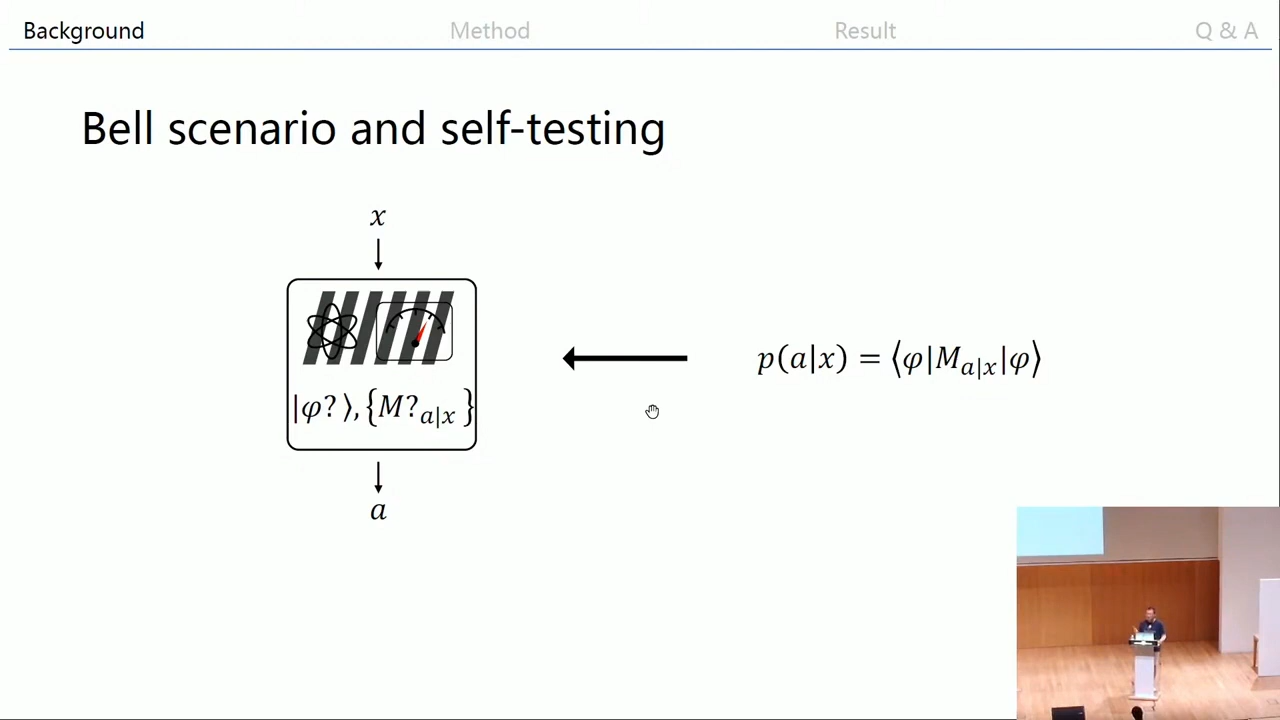 Background Method Result Q & A
Bell scenario and self-testing
x
|φ?⟩, {M?ₐ|ₓ}
p(a|x) = ⟨φ|Mₐ|ₓ|φ⟩
a